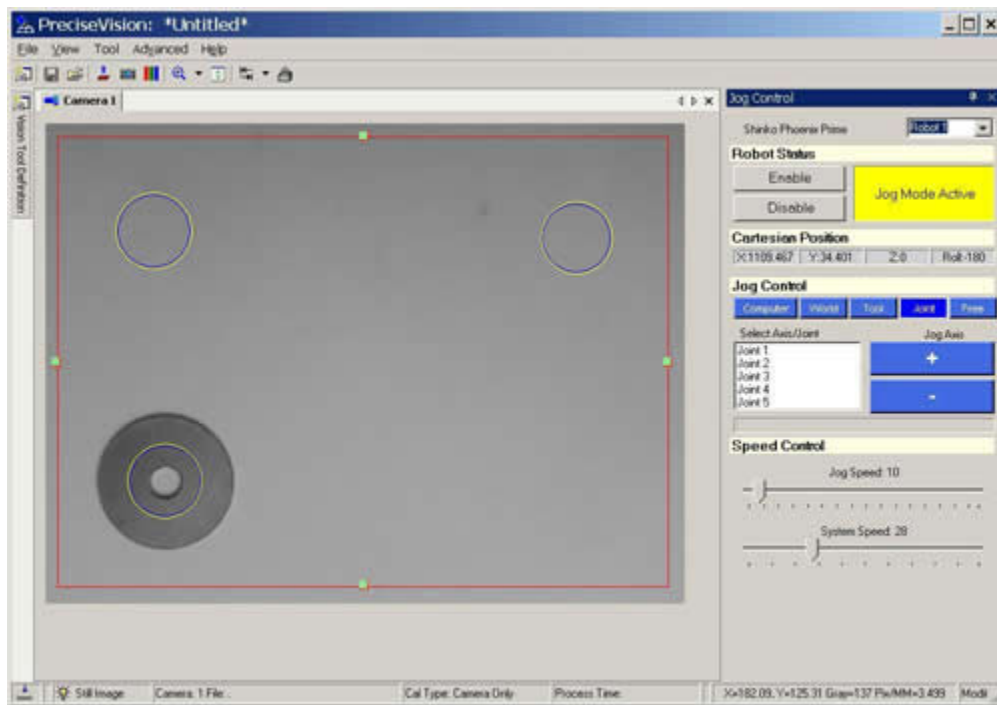 PreciseVision: *Untitled*
File View Tool Advanced Help
Camera 1
Vision Tool Definition
Jog Control
Shinko Phoenix Prime Robot 1
Robot Status
Enable
Disable
Jog Mode Active
Cartesian Position
X:1109.467 Y:34.401 Z:0 Roll:-180
Jog Control
Computer World Tool Joint Free
Select Axis/Joint Jog Axis
Joint 1
Joint 2
Joint 3
Joint 4
Joint 5
+
-
Speed Control
Jog Speed: 10
System Speed: 28
Still Image Camera: 1 File: Cal Type: Camera Only Process Time: X=182.09, Y=125.31 Gray=137 Pix/MM=3.499 Modi